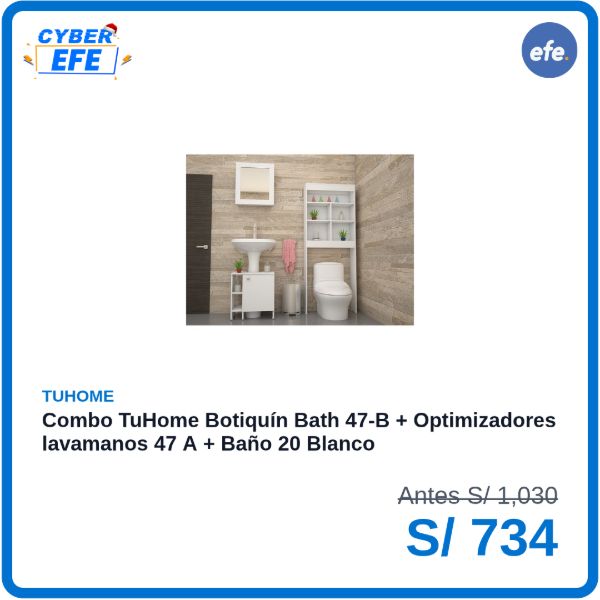 CYBER
EFE
efe.
TUHOME
Combo TuHome Botiquín Bath 47-B + Optimizadores
lavamanos 47 A + Baño 20 Blanco
Antes S/ 1,030
S/ 734